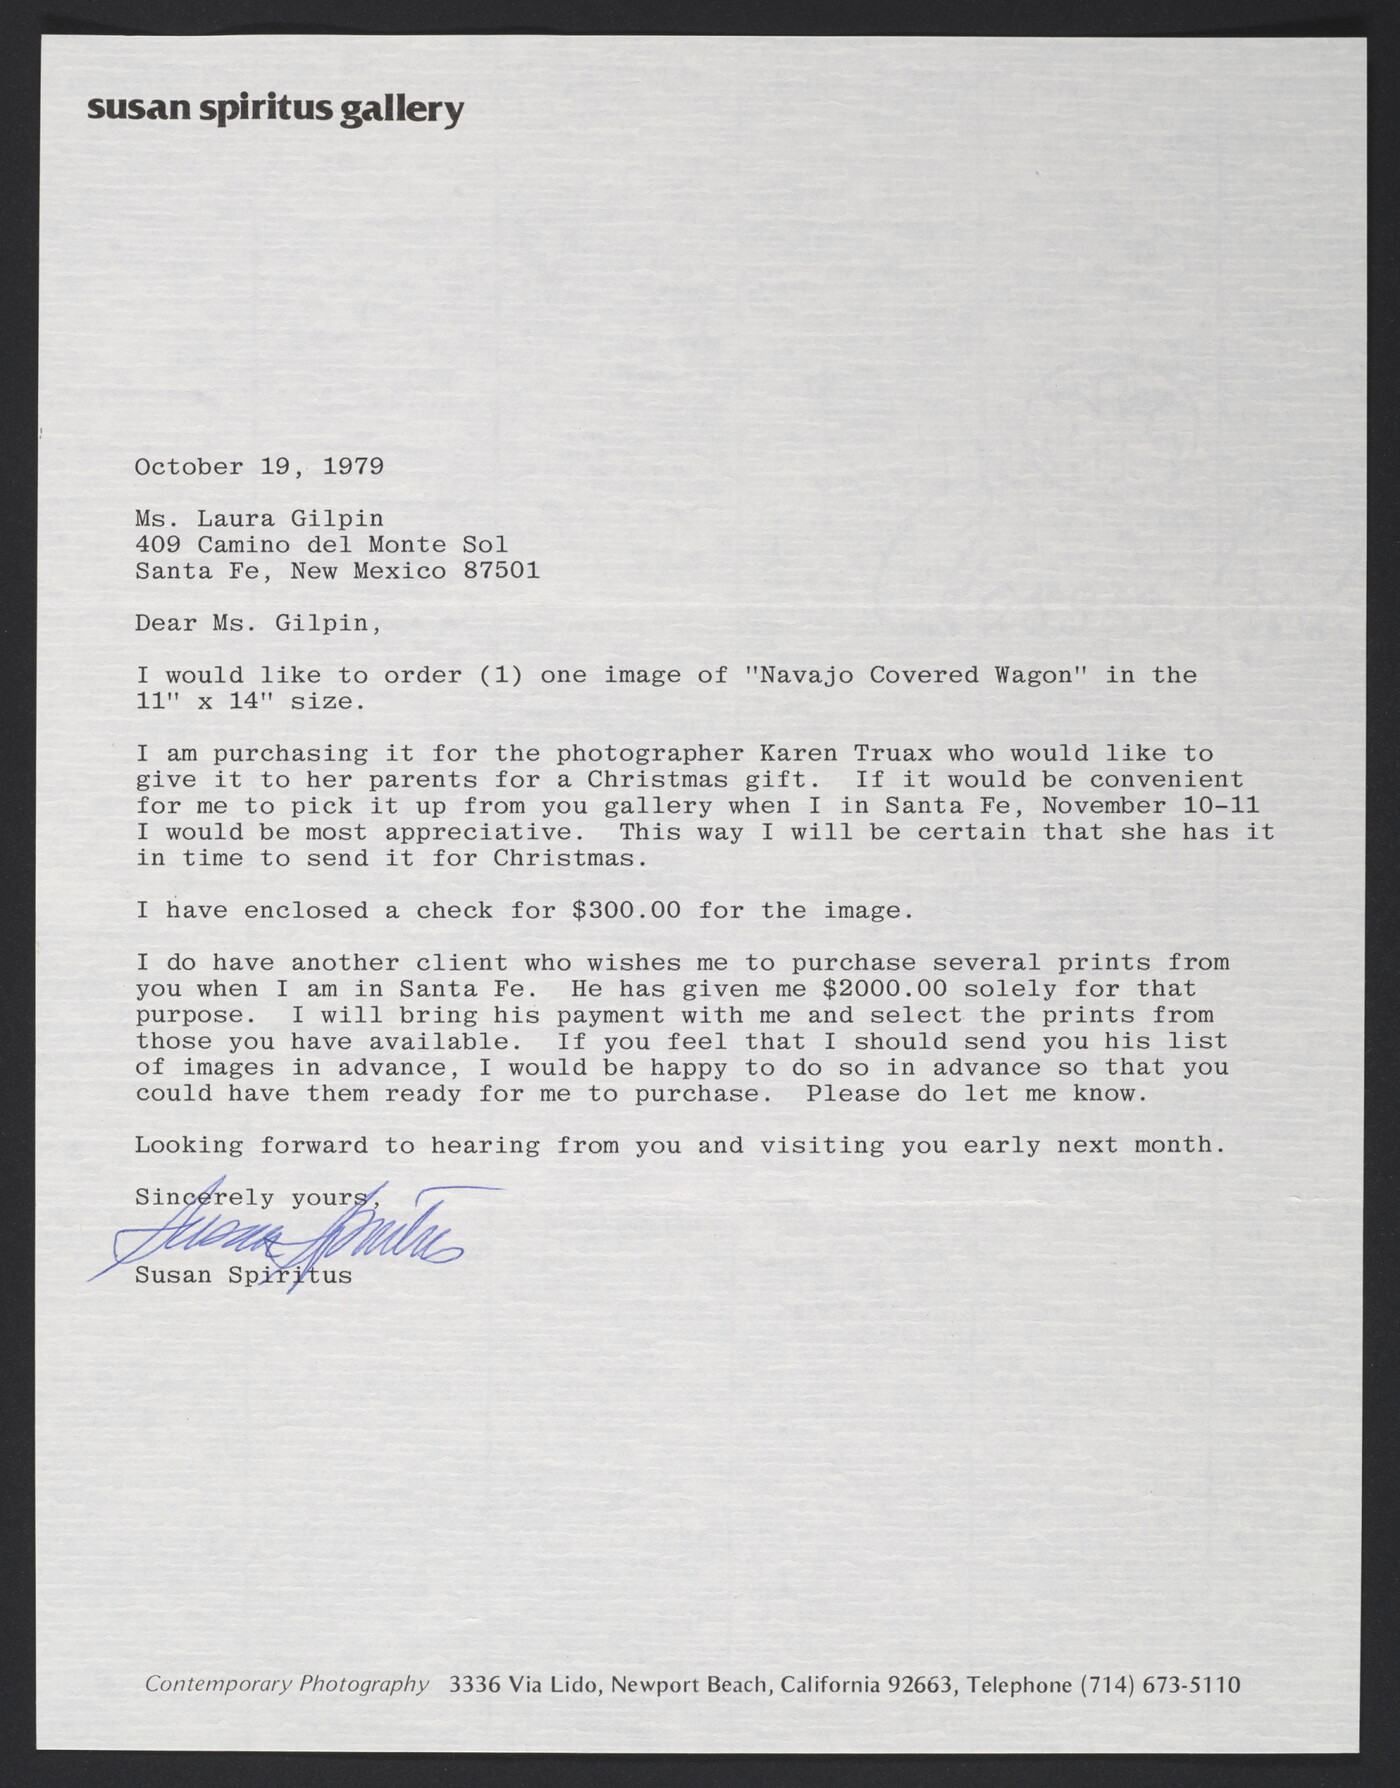 susan spiritus gallery
October 19, 1979
Ms. Laura Gilpin
409 Camino del Monte Sol
Santa Fe, New Mexico 87501
Dear Ms. Gilpin,
I would like to order (1) one image of "Navajo Covered Wagon" in the
11" x 14" size.
I am purchasing it for the photographer Karen Truax who would like to
give it to her parents for a Christmas gift.  If it would be convenient
for me to pick it up from you gallery when I in Santa Fe, November 10-11
I would be most appreciative.  This way I will be certain that she has it
in time to send it for Christmas.
I have enclosed a check for $300.00 for the image.
I do have another client who wishes me to purchase several prints from
you when I am in Santa Fe.  He has given me $2000.00 solely for that
purpose.  I will bring his payment with me and select the prints from
those you have available.  If you feel that I should send you his list
of images in advance, I would be happy to do so in advance so that you
could have them ready for me to purchase.  Please do let me know.
Looking forward to hearing from you and visiting you early next month.
Sincerely yours,
Susan Spiritus
Susan Spiritus
Contemporary Photography 3336 Via Lido, Newport Beach, California 92663, Telephone (714) 673-5110